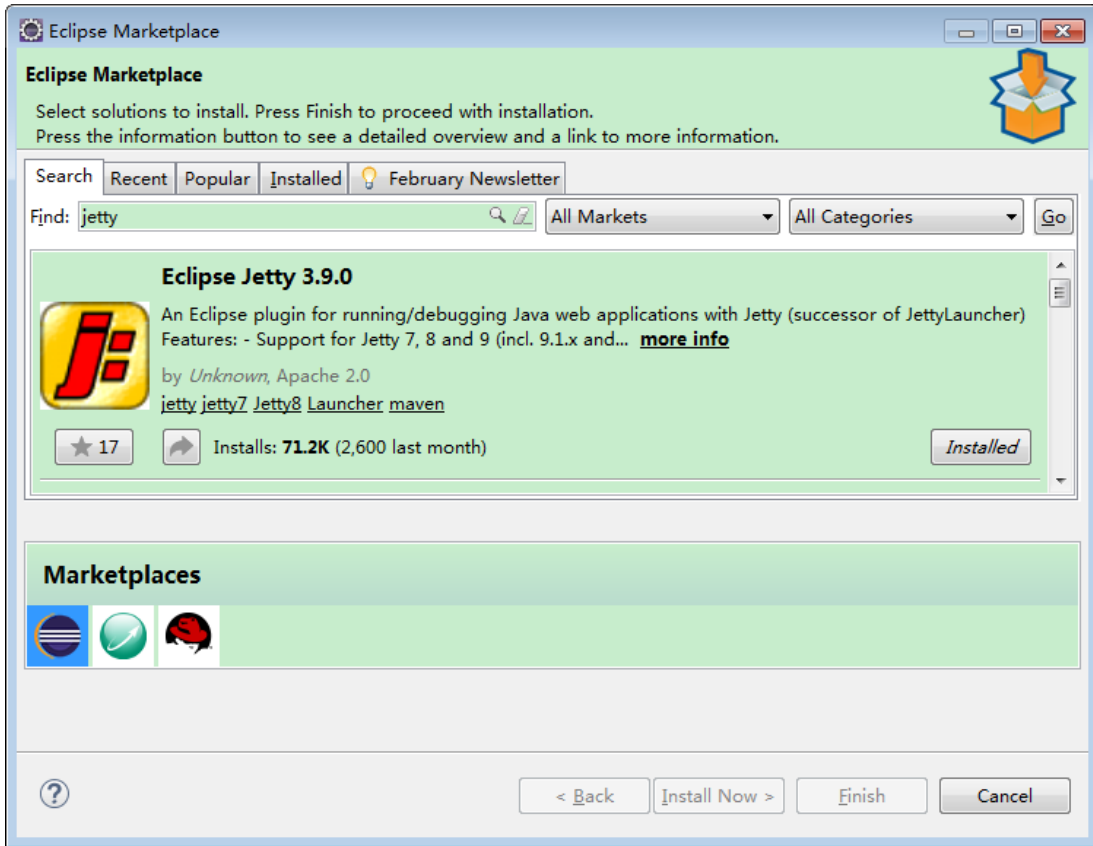 Eclipse Marketplace
Eclipse Marketplace
Select solutions to install. Press Finish to proceed with installation.
Press the information button to see a detailed overview and a link to more information.
Search Recent Popular Installed February Newsletter
Find: jetty All Markets All Categories Go
Eclipse Jetty 3.9.0
An Eclipse plugin for running/debugging Java web applications with Jetty (successor of JettyLauncher)
Features: - Support for Jetty 7, 8 and 9 (incl. 9.1.x and... more info
by Unknown, Apache 2.0
jetty jetty7 Jetty8 Launcher maven
17 Installs: 71.2K (2,600 last month) Installed
Marketplaces
? < Back Install Now > Finish Cancel